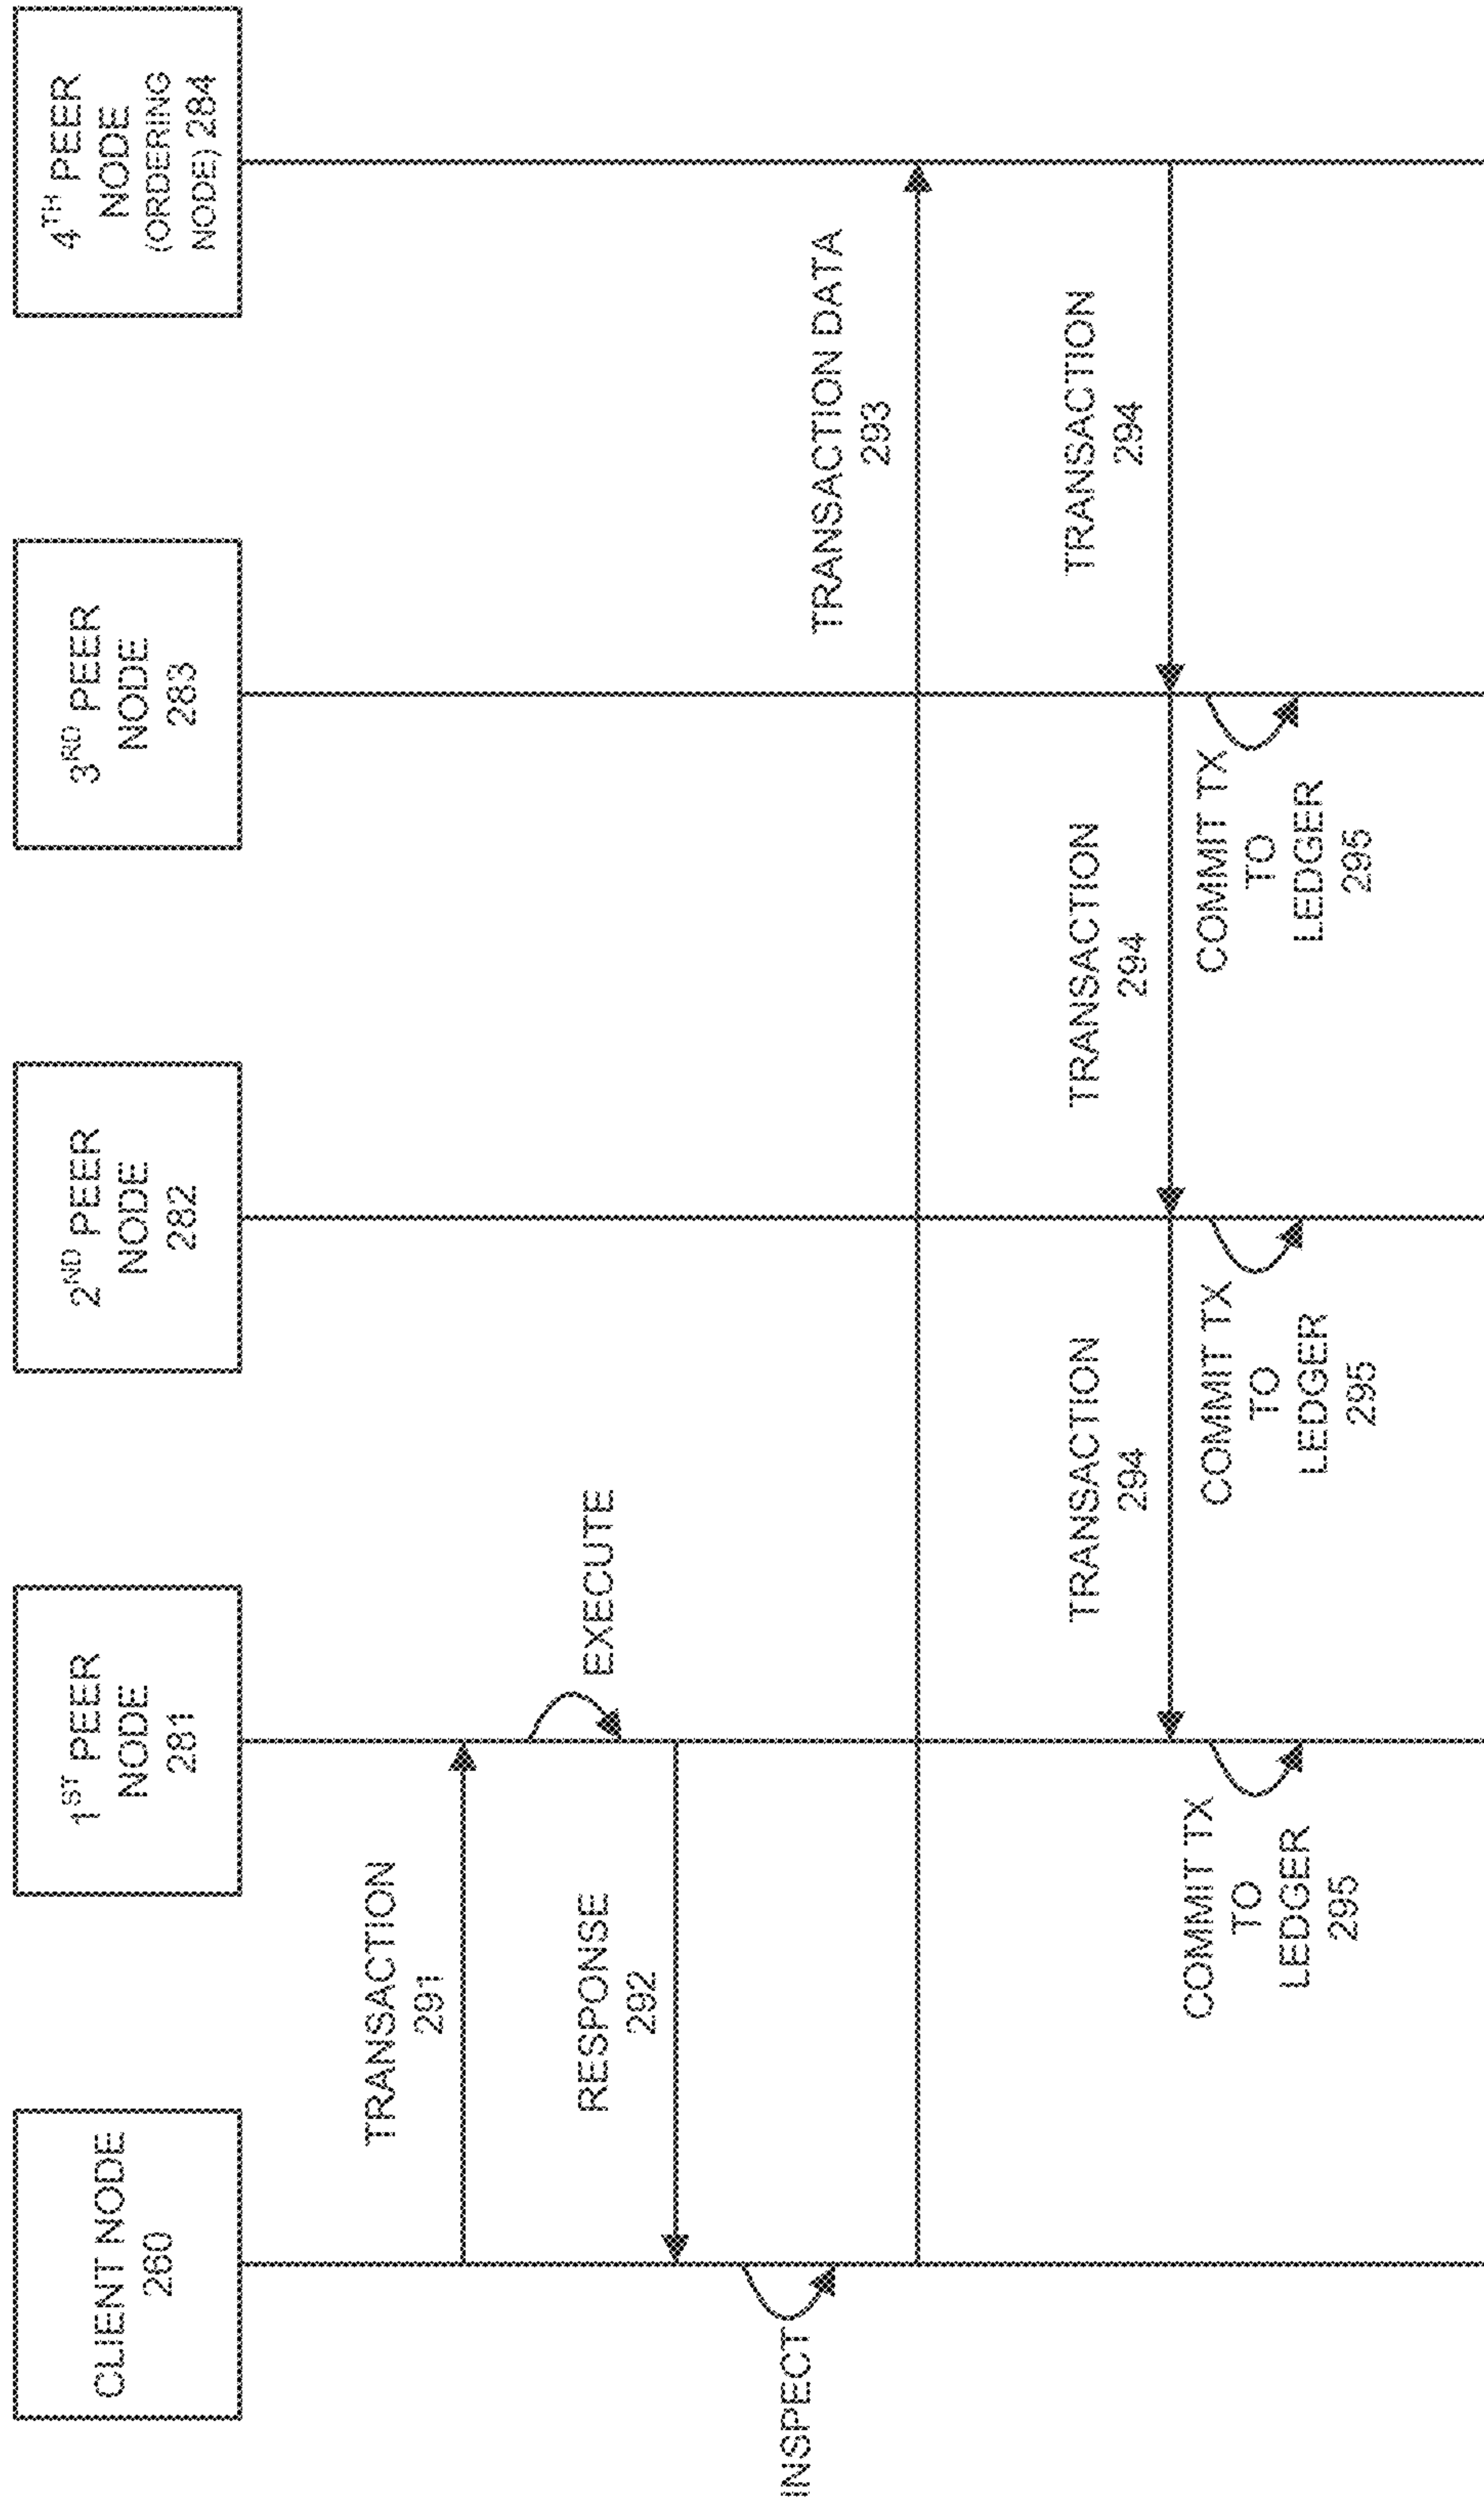 CLIENT NODE
260
1ST PEER
NODE
281
2ND PEER
NODE
282
3RD PEER
NODE
283
4TH PEER
NODE
(ORDERING
NODE) 284
TRANSACTION
291
EXECUTE
RESPONSE
292
INSPECT
TRANSACTION DATA
293
TRANSACTION
294
TRANSACTION
294
TRANSACTION
294
COMMIT TX
TO
LEDGER
295
COMMIT TX
TO
LEDGER
295
COMMIT TX
TO
LEDGER
295